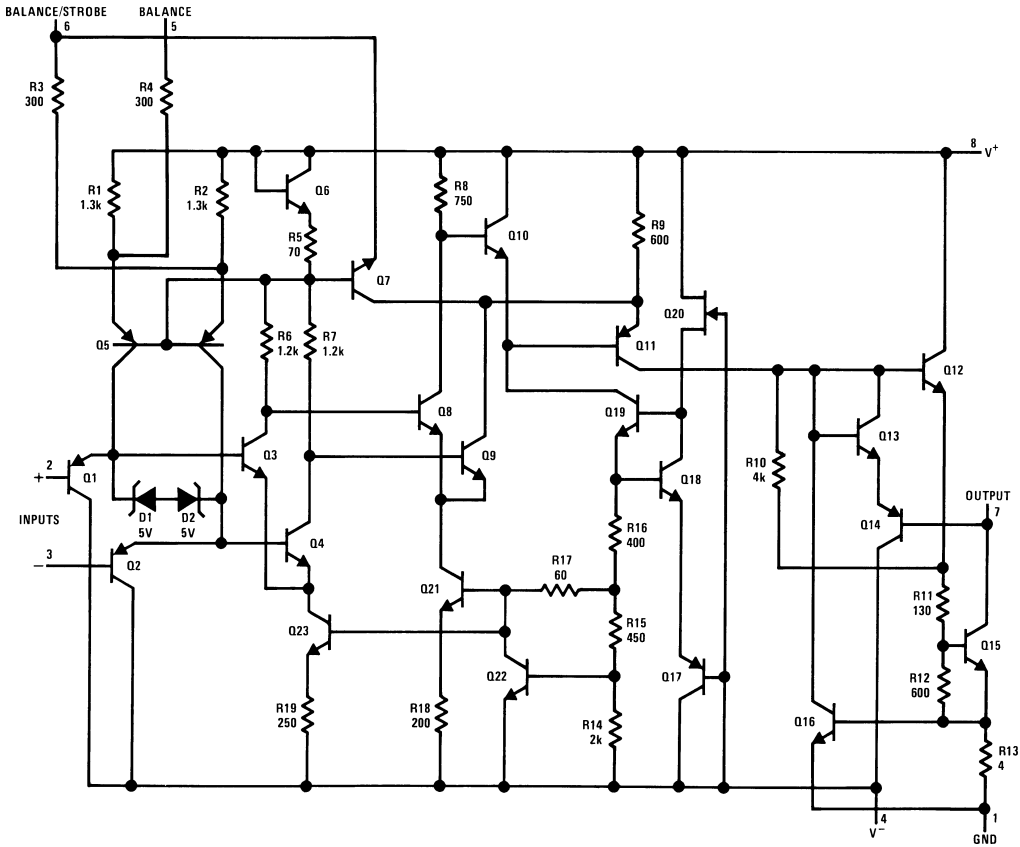 BALANCE/STROBE
6
BALANCE
5
R3
300
R4
300
8
V+
R1
1.3k
R2
1.3k
Q6
R5
70
R8
750
Q10
R9
600
Q7
Q20
Q5
R6
1.2k
R7
1.2k
Q11
Q12
Q8
Q19
Q3
Q9
Q13
2
+
Q1
R10
4k
Q18
OUTPUT
7
D1
5V
D2
5V
INPUTS
Q14
R16
400
3
−
Q2
Q4
R17
60
Q21
R11
130
Q23
R15
450
Q15
Q22
Q17
R12
600
R19
250
R18
200
R14
2k
Q16
R13
4
4
V−
1
GND